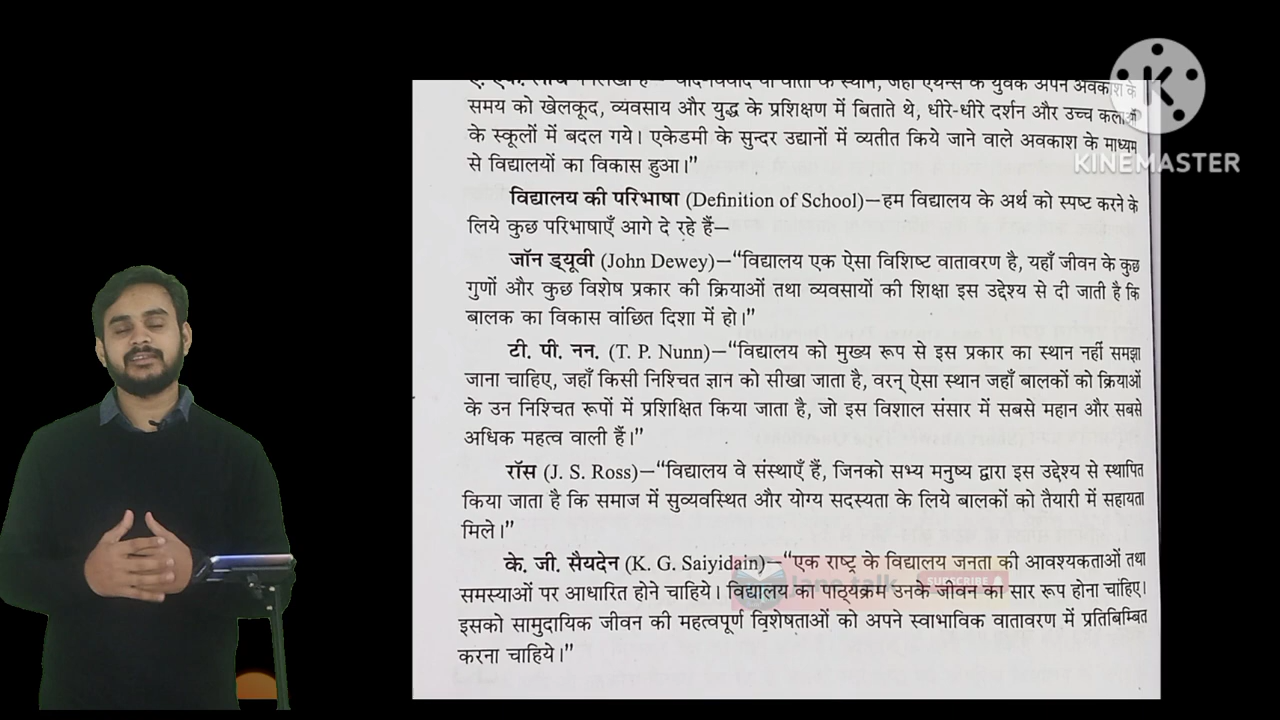 समय को खेलकूद, व्यवसाय और युद्ध के प्रशिक्षण में बिताते थे, धीरे-धीरे दर्शन और उच्च कलाओं
के स्कूलों में बदल गये। एकेडमी के सुन्दर उद्यानों में व्यतीत किये जाने वाले अवकाश के माध्यम
से विद्यालयों का विकास हुआ।”
विद्यालय की परिभाषा (Definition of School)—हम विद्यालय के अर्थ को स्पष्ट करने के
लिये कुछ परिभाषाएँ आगे दे रहे हैं—
जॉन ड्यूवी (John Dewey)—“विद्यालय एक ऐसा विशिष्ट वातावरण है, यहाँ जीवन के कुछ
गुणों और कुछ विशेष प्रकार की क्रियाओं तथा व्यवसायों की शिक्षा इस उद्देश्य से दी जाती है कि
बालक का विकास वांछित दिशा में हो।”
टी. पी. नन. (T. P. Nunn)—“विद्यालय को मुख्य रूप से इस प्रकार का स्थान नहीं समझा
जाना चाहिए, जहाँ किसी निश्चित ज्ञान को सीखा जाता है, वरन् ऐसा स्थान जहाँ बालकों को क्रियाओं
के उन निश्चित रूपों में प्रशिक्षित किया जाता है, जो इस विशाल संसार में सबसे महान और सबसे
अधिक महत्व वाली हैं।”
रॉस (J. S. Ross)—“विद्यालय वे संस्थाएँ हैं, जिनको सभ्य मनुष्य द्वारा इस उद्देश्य से स्थापित
किया जाता है कि समाज में सुव्यवस्थित और योग्य सदस्यता के लिये बालकों को तैयारी में सहायता
मिले।”
के. जी. सैयदेन (K. G. Saiyidain)—“एक राष्ट्र के विद्यालय जनता की आवश्यकताओं तथा
समस्याओं पर आधारित होने चाहिये। विद्यालय का पाठ्यक्रम उनके जीवन का सार रूप होना चाहिए।
इसको सामुदायिक जीवन की महत्वपूर्ण विशेषताओं को अपने स्वाभाविक वातावरण में प्रतिबिम्बित
करना चाहिये।”
KINEMASTER
talk
SUBSCRIBE